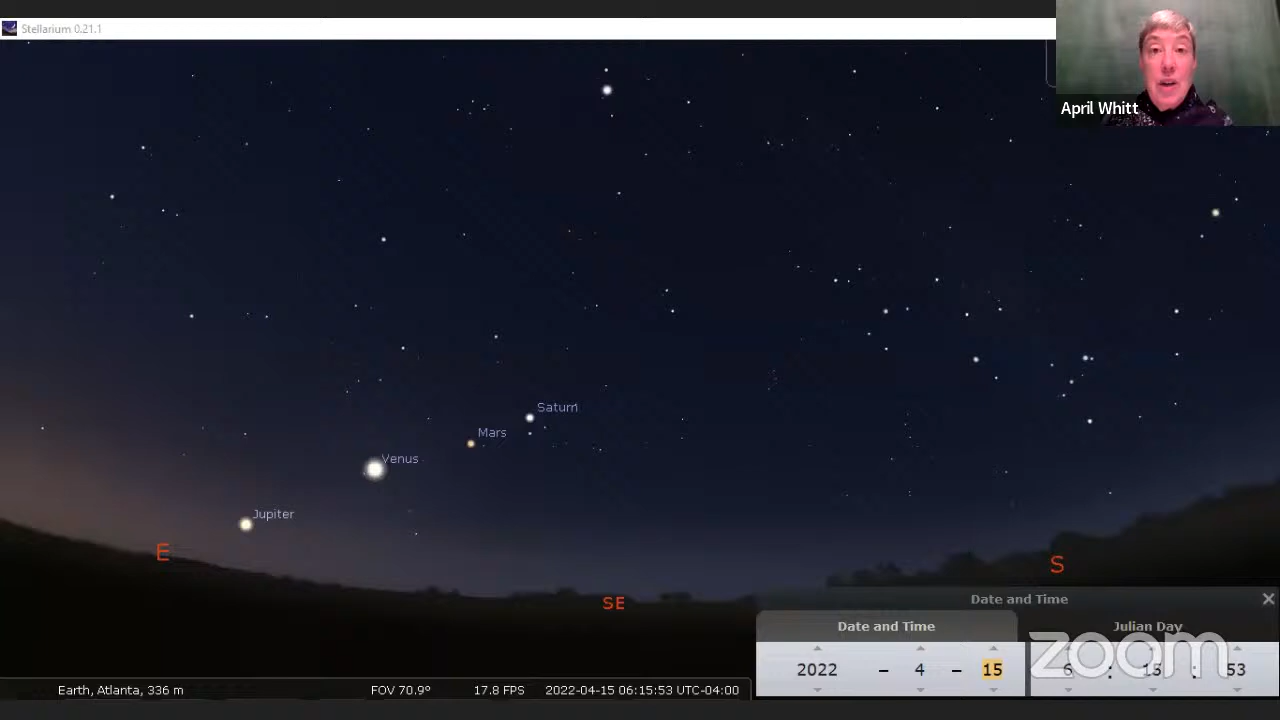 Stellarium 0.21.1
April Whitt
Saturn
Mars
Venus
Jupiter
E
S
SE
Date and Time
Date and Time
Julian Day
2022 - 4 - 15
6 : 15 : 53
zoom
Earth, Atlanta, 336 m
FOV 70.9°
17.8 FPS
2022-04-15 06:15:53 UTC-04:00